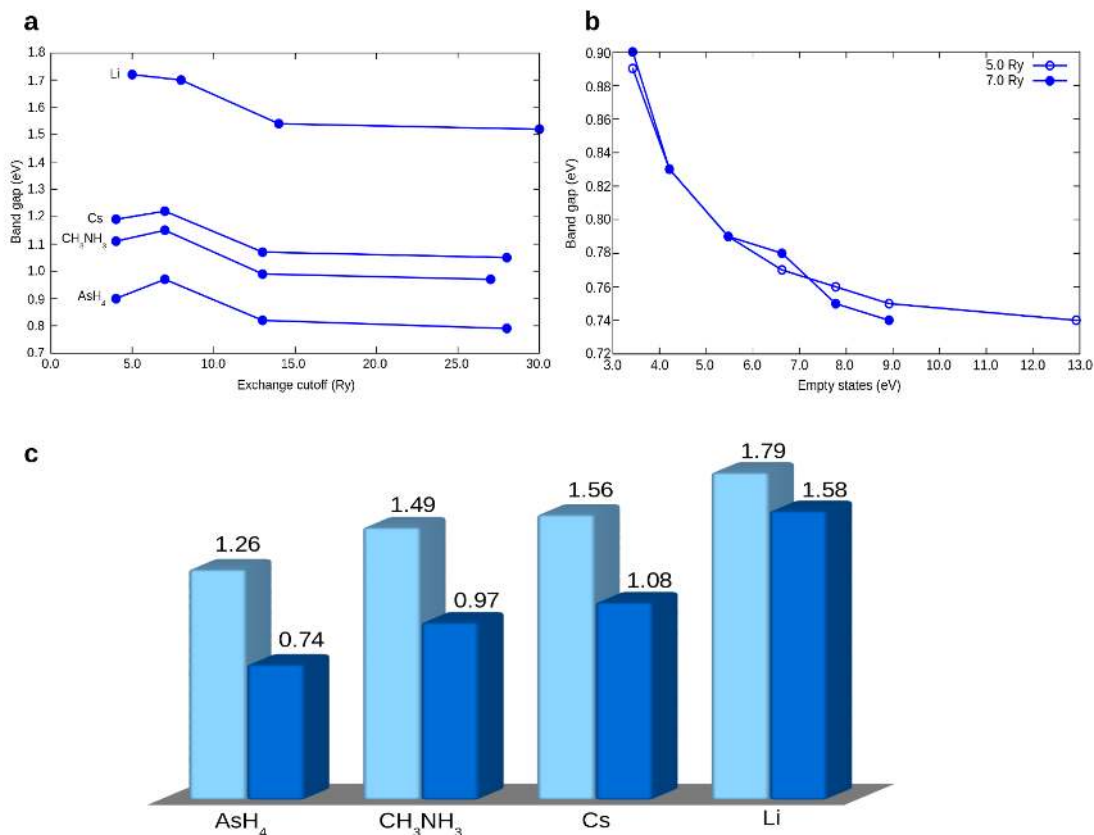 a
1.8
1.7
1.6
1.5
1.4
1.3
1.2
1.1
1.0
0.9
0.8
0.7
Band gap (eV)
Li
Cs
CH₃NH₃
AsH₄
0.0 5.0 10.0 15.0 20.0 25.0 30.0
Exchange cutoff (Ry)
b
0.90
0.88
0.86
0.84
0.82
0.80
0.78
0.76
0.74
0.72
Band gap (eV)
5.0 Ry
7.0 Ry
3.0 4.0 5.0 6.0 7.0 8.0 9.0 10.0 11.0 12.0 13.0
Empty states (eV)
c
1.26
0.74
1.49
0.97
1.56
1.08
1.79
1.58
AsH₄ CH₃NH₃ Cs Li